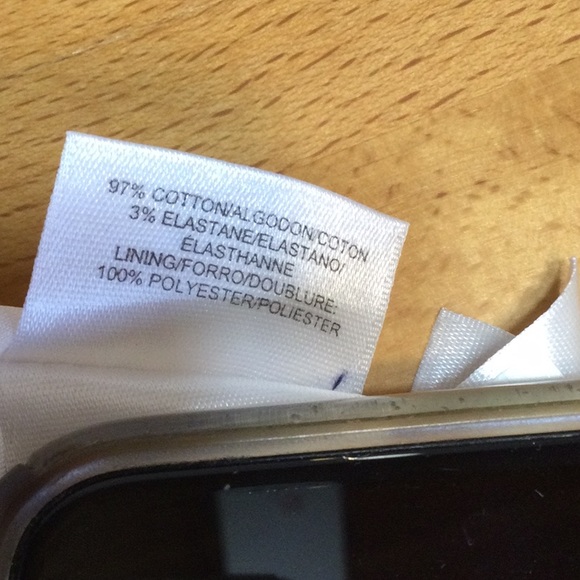 97% COTTON/ALGODON/COTON
3% ELASTANE/ELASTANO/
ÉLASTHANNE
LINING/FORRO/DOUBLURE:
100% POLYESTER/POLIESTER